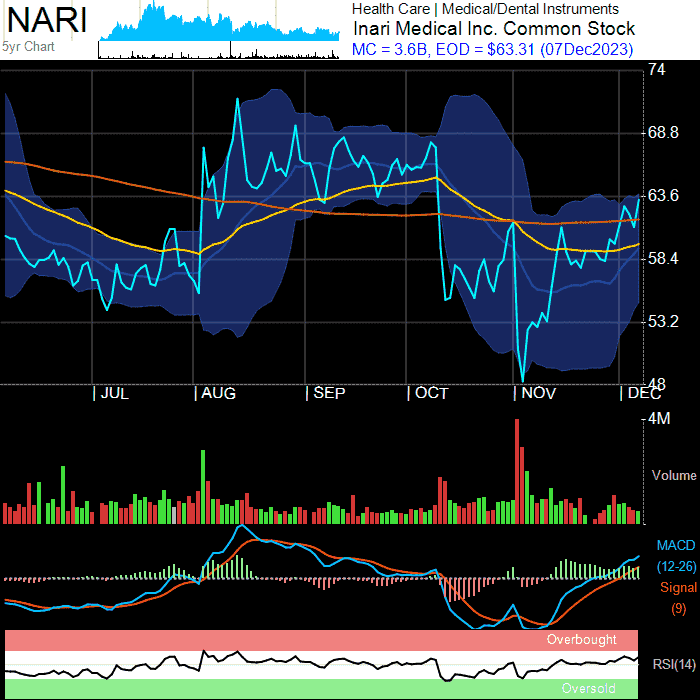 NARI
5yr Chart
Health Care | Medical/Dental Instruments
Inari Medical Inc. Common Stock
MC = 3.6B, EOD = $63.31 (07Dec2023)
74
68.8
63.6
58.4
53.2
48
JUL AUG SEP OCT NOV DEC
4M
Volume
MACD
(12-26)
Signal
(9)
Overbought
RSI(14)
Oversold